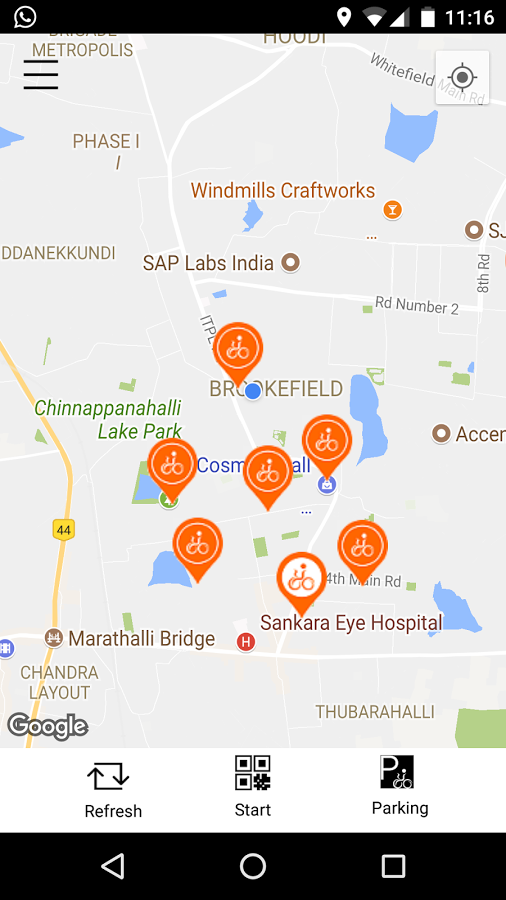 11:16
BRIGADE
METROPOLIS
HOODI
Whitefield Main Rd
PHASE I
I
Windmills Craftworks
...
SJ
DDANEKKUNDI
SAP Labs India
8th Rd
Rd Number 2
ITPL
BROOKEFIELD
Chinnappanahalli
Lake Park
Accen
Cosm all
...
44
4th Main Rd
Sankara Eye Hospital
Marathalli Bridge
H
CHANDRA
LAYOUT
THUBARAHALLI
Google
Refresh
Start
P
Parking